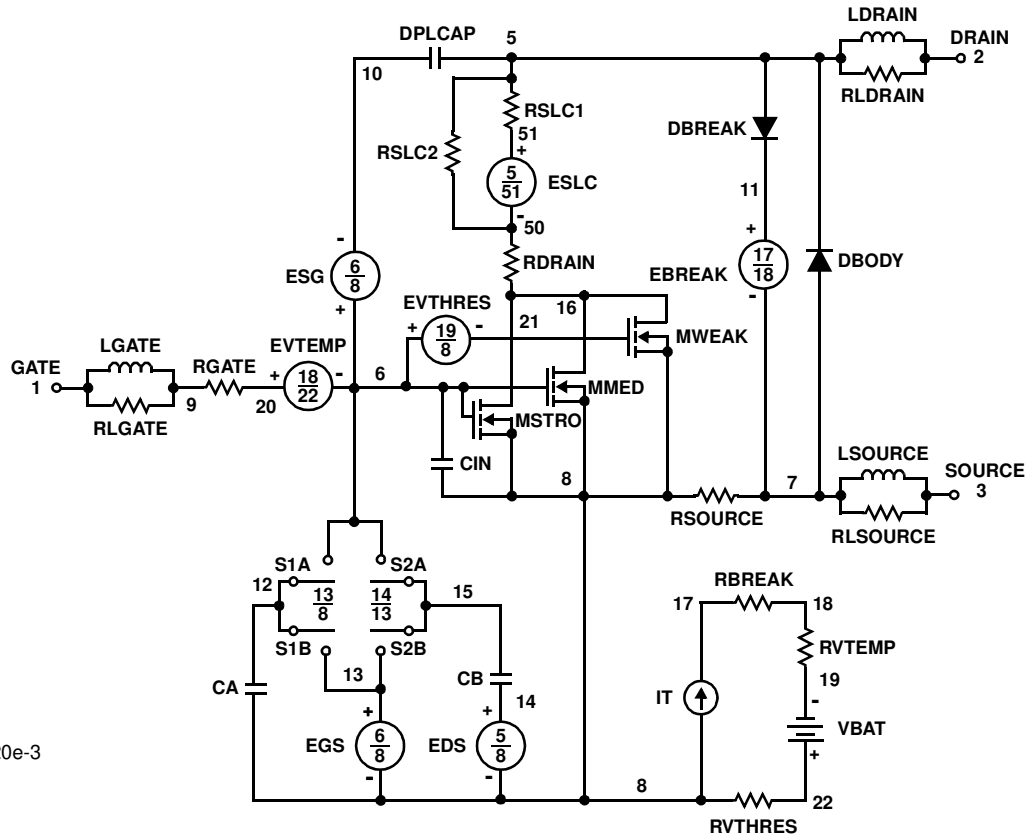 LDRAIN
DPLCAP 5 DRAIN
2
10
RLDRAIN
RSLC1
DBREAK
51
+
RSLC2
5
51
ESLC
11
-
50
+
-
RDRAIN
17
18
EBREAK
DBODY
6
8
ESG
EVTHRES
16
-
+
+
19
8
-
21
MWEAK
LGATE
EVTEMP
GATE
1
RGATE
+
18
22
-
6
MMED
9
20
MSTRO
RLGATE
LSOURCE
CIN
8
7
SOURCE
3
RSOURCE
RLSOURCE
S1A
S2A
RBREAK
12
13
8
14
13
15
17
18
S1B
S2B
RVTEMP
13
CB
19
CA
14
IT
-
+
+
VBAT
EGS
6
8
EDS
5
8
+
0e-3
-
-
8
22
RVTHRES